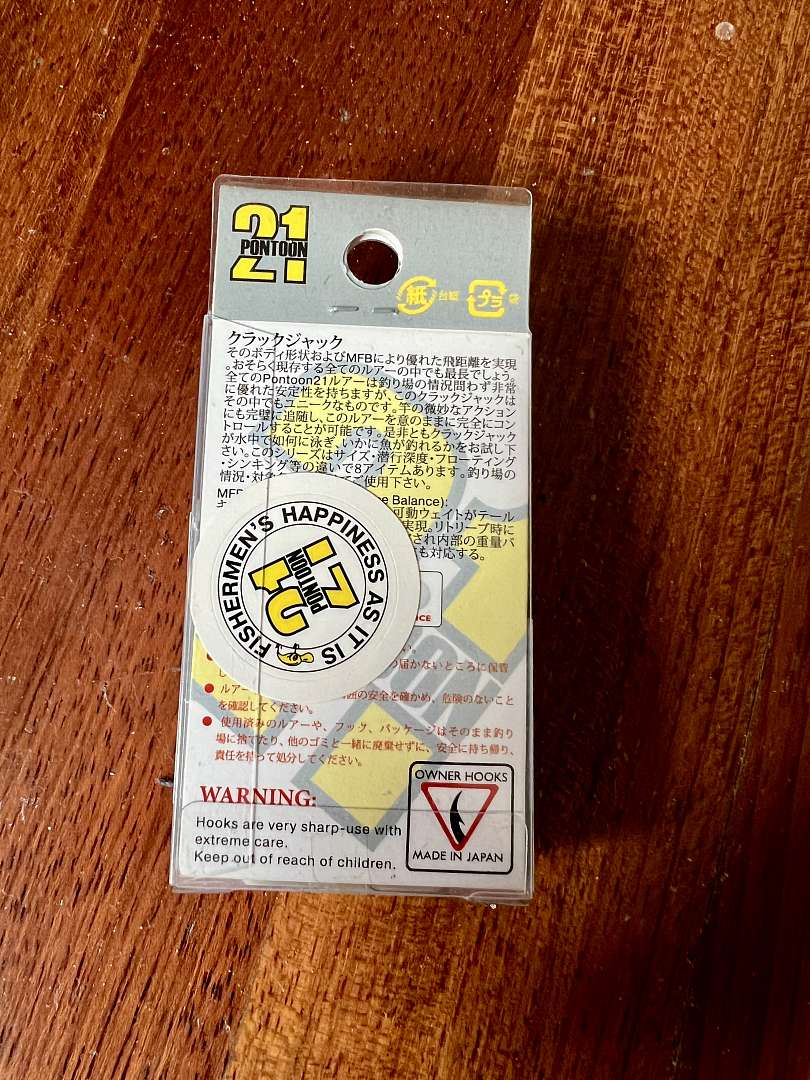 21
PONTOON
紙 台紙 プラ 袋
クラックジャック
そのボディ形状およびMFBにより優れた飛距離を実現
。おそらく現存する全てのルアーの中でも最長でしょう。
全てのPontoon21ルアーは釣り場の情況問わず非常
に優れた安定性を持ちますが、このクラックジャックは
その中でもユニークなものです。竿の微妙なアクション
にも完璧に追随し、このルアーを意のままに完全にコン
トロールすることが可能です。是非ともクラックジャック
が水中で如何に泳ぎ、いかに魚が釣れるかをお試し下
さい。このシリーズはサイズ・潜行深度・フローティング
・シンキング等の違いで8アイテムあります。釣り場の
情況・対象 ご使用下さい。
e Balance):
可動ウェイトがテール
実現。リトリーブ時に
され内部の重量バ
も対応する。
FISHERMEN'S HAPPINESS AS IT IS
21
PONTOON
い。
の届かないところに保管
し
● ルアー 囲の安全を確かめ、危険のないこと
を確認してください。
● 使用済みのルアーや、フック、パッケージはそのまま釣り
場に捨てたり、他のゴミと一緒に廃棄せずに、安全に持ち帰り、
責任を持って処分してください。
WARNING:
Hooks are very sharp-use with
extreme care.
Keep out of reach of children.
OWNER HOOKS
MADE IN JAPAN